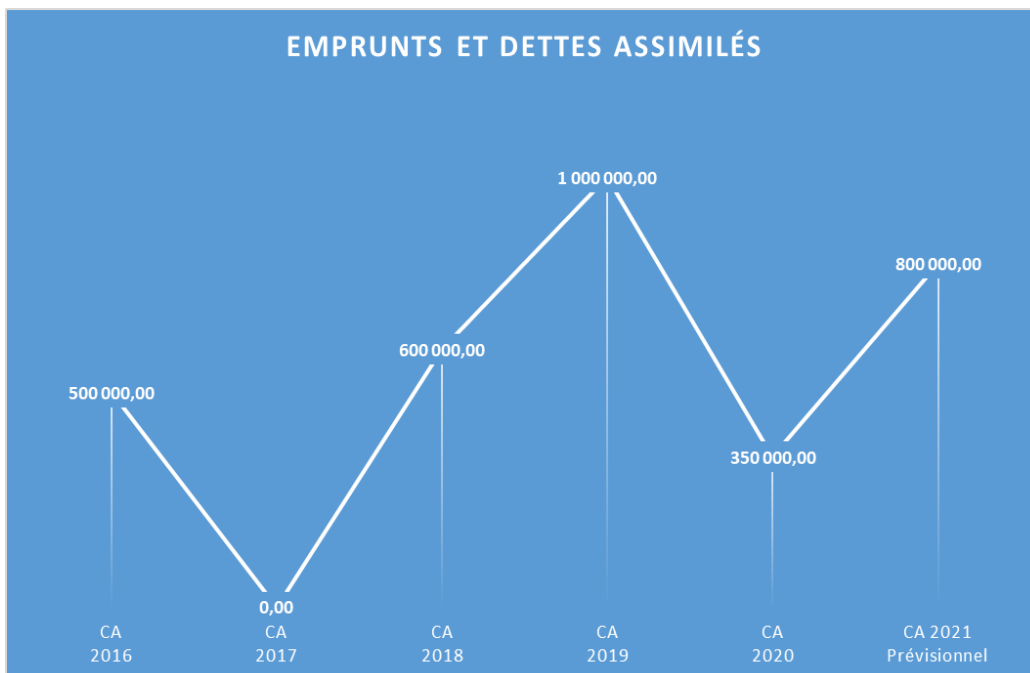 EMPRUNTS ET DETTES ASSIMILÉS
1 000 000,00
800 000,00
600 000,00
500 000,00
350 000,00
0,00
CA
2016
CA
2017
CA
2018
CA
2019
CA
2020
CA 2021
Prévisionnel